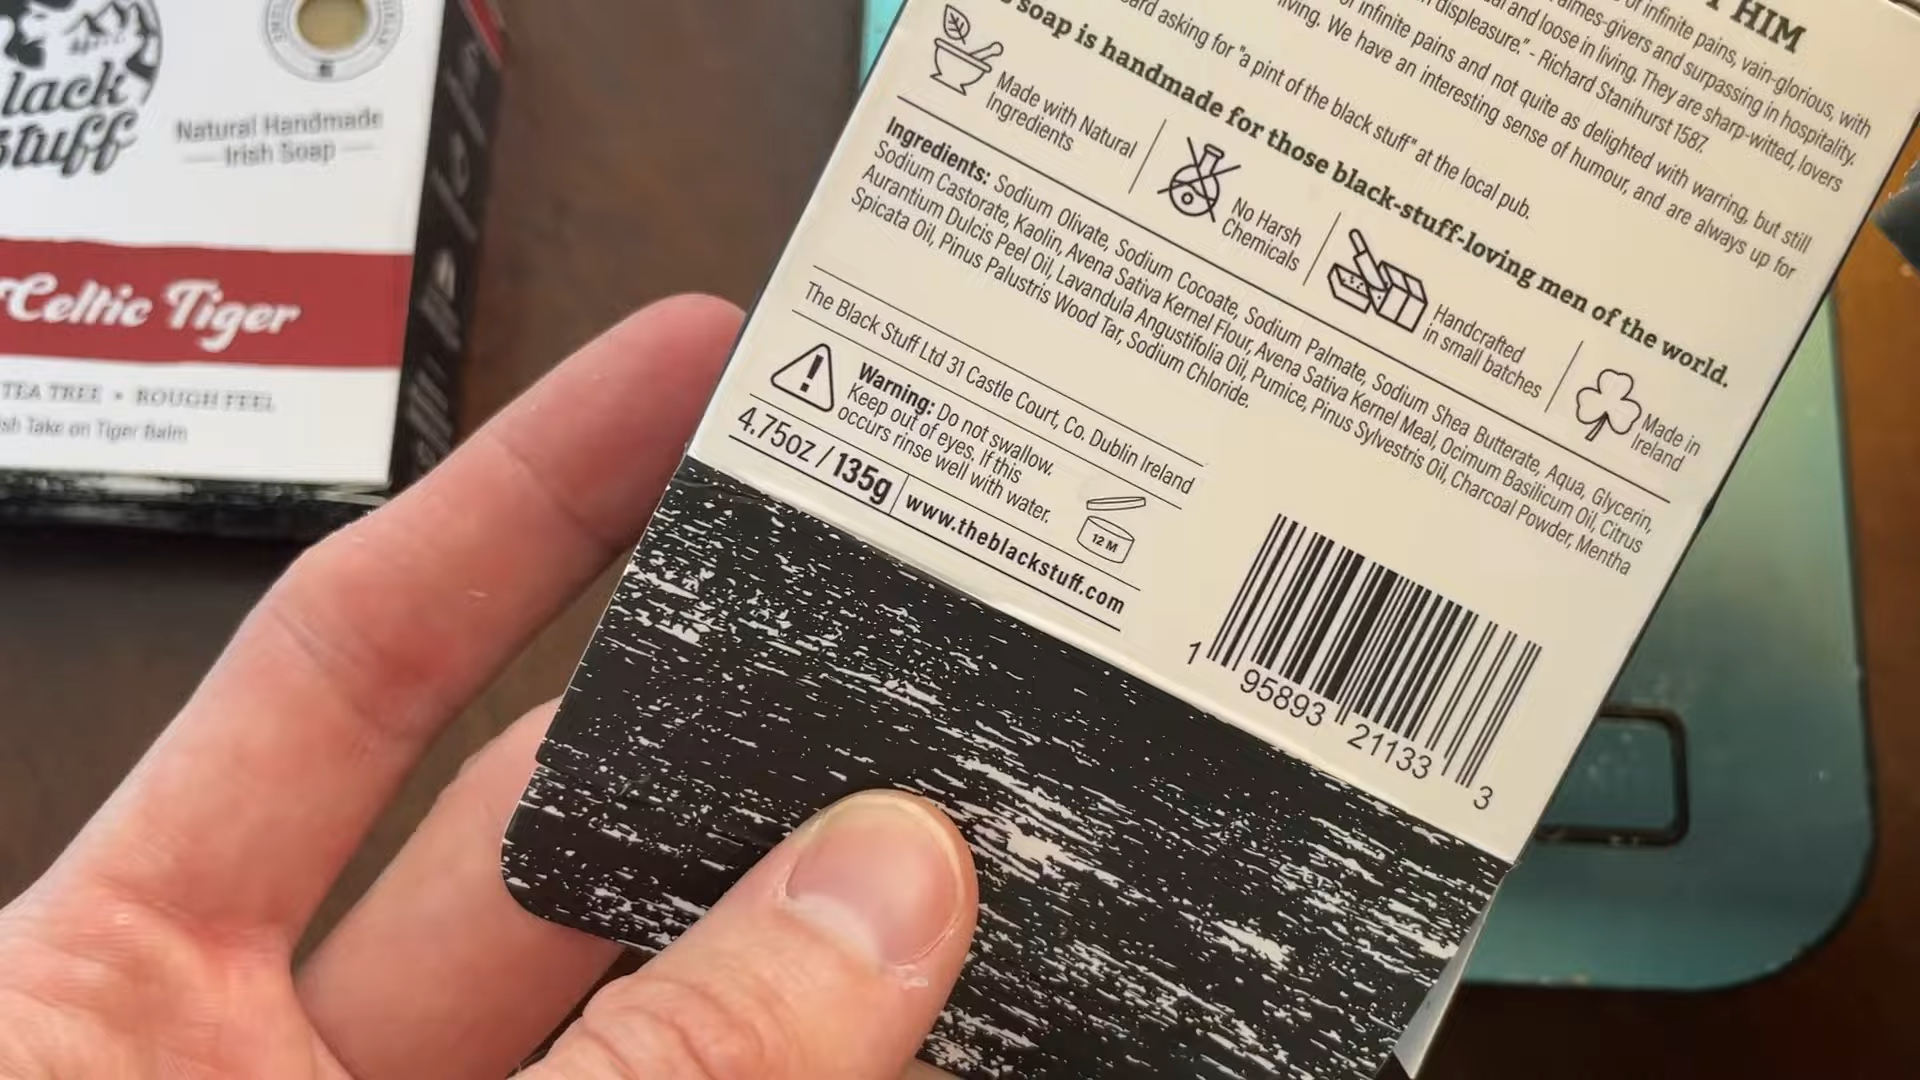 lack
Stuff
Natural Handmade
Irish Soap
Celtic Tiger
TEA TREE • ROUGH FEEL
Take on Tiger Balm
HIM
of infinite pains, vain-glorious, with
almes-givers and surpassing in hospitality.
and loose in living. They are sharp-witted, lovers
displeasure." - Richard Stanihurst 1587.
of infinite pains and not quite as delighted with warring, but still
living. We have an interesting sense of humour, and are always up for
asking for "a pint of the black stuff" at the local pub.
soap is handmade for those black-stuff-loving men of the world.
Made with Natural
Ingredients
No Harsh
Chemicals
Handcrafted
in small batches
Made in
Ireland
Ingredients: Sodium Olivate, Sodium Cocoate, Sodium Palmate, Sodium Shea Butterate, Aqua, Glycerin,
Sodium Castorate, Kaolin, Avena Sativa Kernel Flour, Avena Sativa Kernel Meal, Ocimum Basilicum Oil, Citrus
Aurantium Dulcis Peel Oil, Lavandula Angustifolia Oil, Pumice, Pinus Sylvestris Oil, Charcoal Powder, Mentha
Spicata Oil, Pinus Palustris Wood Tar, Sodium Chloride.
The Black Stuff Ltd 31 Castle Court, Co. Dublin Ireland
Warning: Do not swallow.
Keep out of eyes. If this
occurs rinse well with water.
12 M
4.75oz / 135g
www.theblackstuff.com
1 95893 21133 3